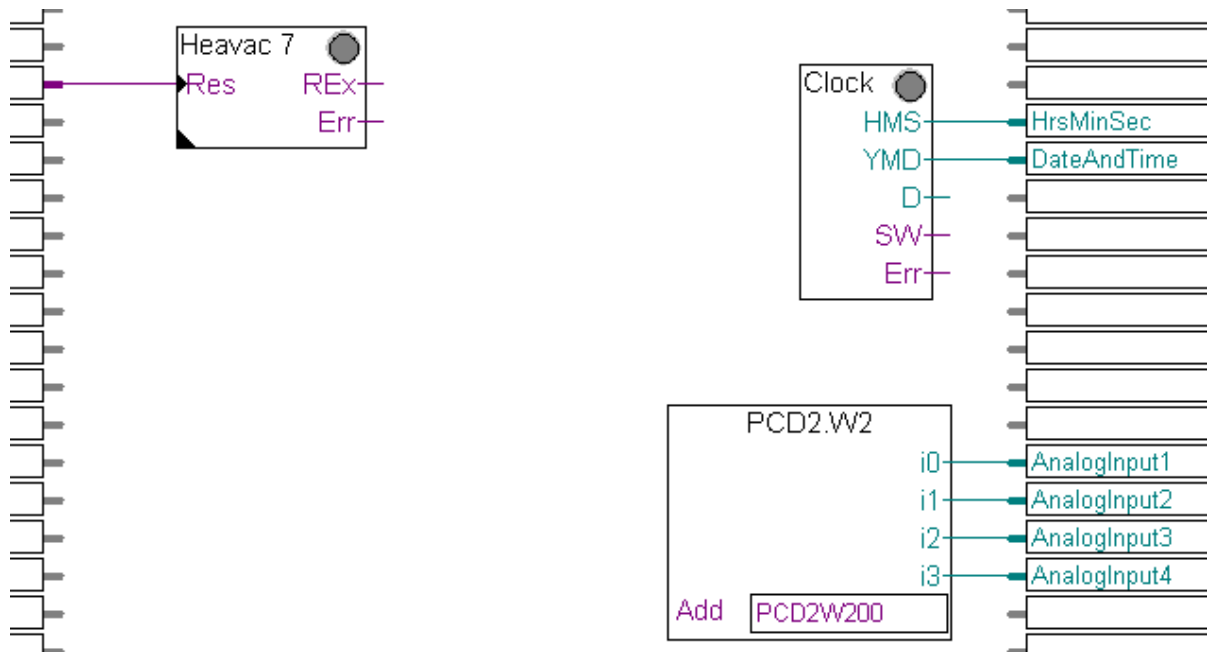 Heavac 7
Res REx
Err
Clock
HMS HrsMinSec
YMD DateAndTime
D
SW
Err
PCD2.W2
i0 AnalogInput1
i1 AnalogInput2
i2 AnalogInput3
i3 AnalogInput4
Add PCD2W200